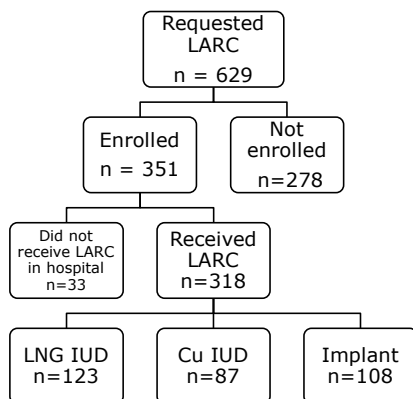 Requested
LARC
n = 629
Enrolled
n = 351
Not
enrolled
n=278
Did not
receive LARC
in hospital
n=33
Received
LARC
n=318
LNG IUD
n=123
Cu IUD
n=87
Implant
n=108